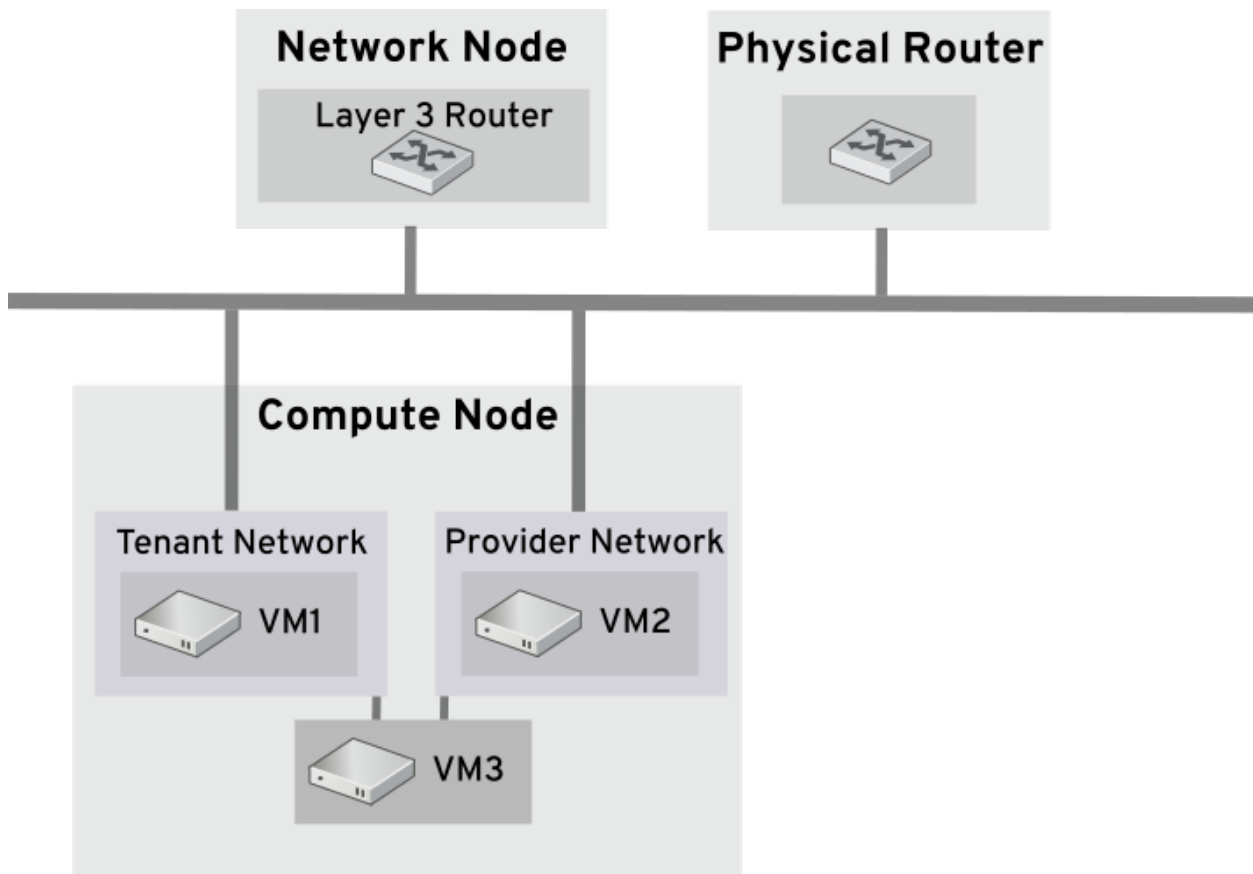 Network Node
Layer 3 Router
Physical Router
Compute Node
Tenant Network
VM1
Provider Network
VM2
VM3